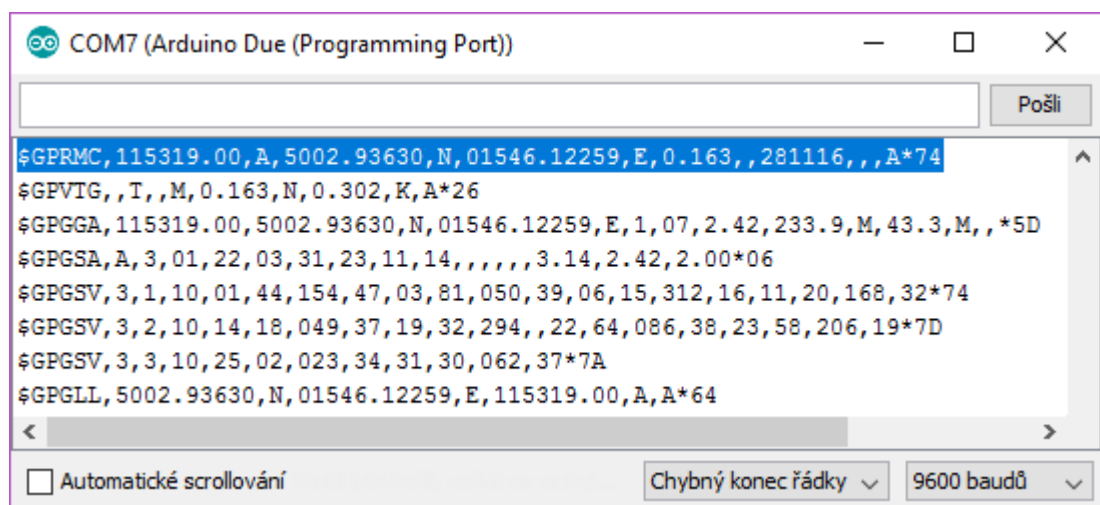 COM7 (Arduino Due (Programming Port))
Pošli
$GPRMC,115319.00,A,5002.93630,N,01546.12259,E,0.163,,281116,,,A*74
$GPVTG,,T,,M,0.163,N,0.302,K,A*26
$GPGGA,115319.00,5002.93630,N,01546.12259,E,1,07,2.42,233.9,M,43.3,M,,*5D
$GPGSA,A,3,01,22,03,31,23,11,14,,,,,,3.14,2.42,2.00*06
$GPGSV,3,1,10,01,44,154,47,03,81,050,39,06,15,312,16,11,20,168,32*74
$GPGSV,3,2,10,14,18,049,37,19,32,294,,22,64,086,38,23,58,206,19*7D
$GPGSV,3,3,10,25,02,023,34,31,30,062,37*7A
$GPGLL,5002.93630,N,01546.12259,E,115319.00,A,A*64
Automatické scrollování Chybný konec řádky 9600 baudů